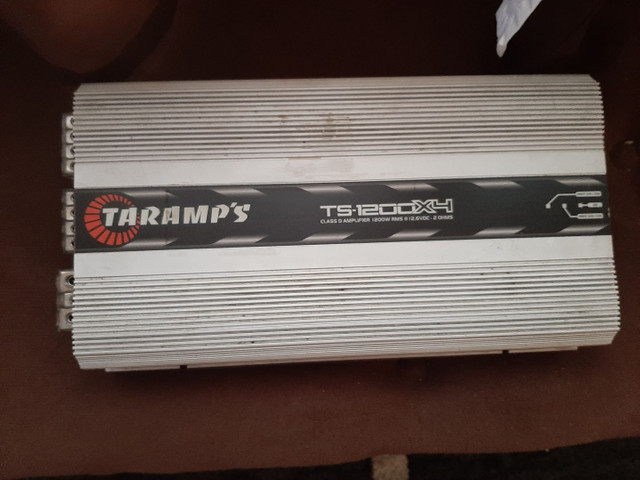 TARAMP'S
TS-1200X4
CLASS D AMPLIFIER 1200W RMS @ 12.6VDC - 2 OHMS